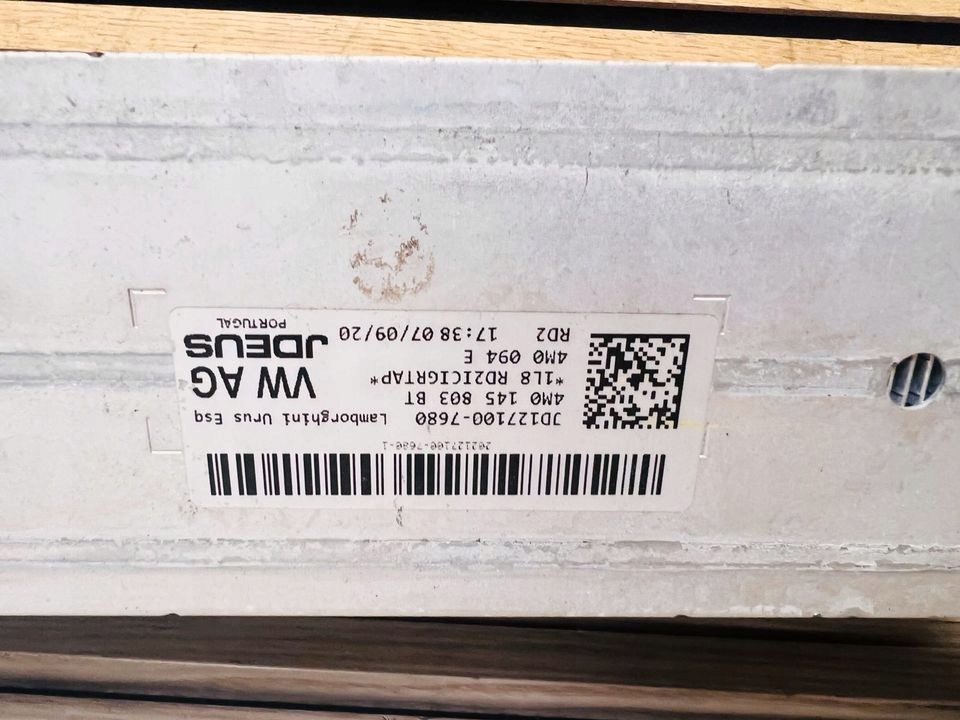 202127100-7680-1
JD127100-7680 Lamborghini Urus Esq
4M0 145 803 BT
*1L8 RD2ICIGRTAP*
4M0 094 E
RD2 17:38 07/09/20
VW AG
JDEUS
PORTUGAL